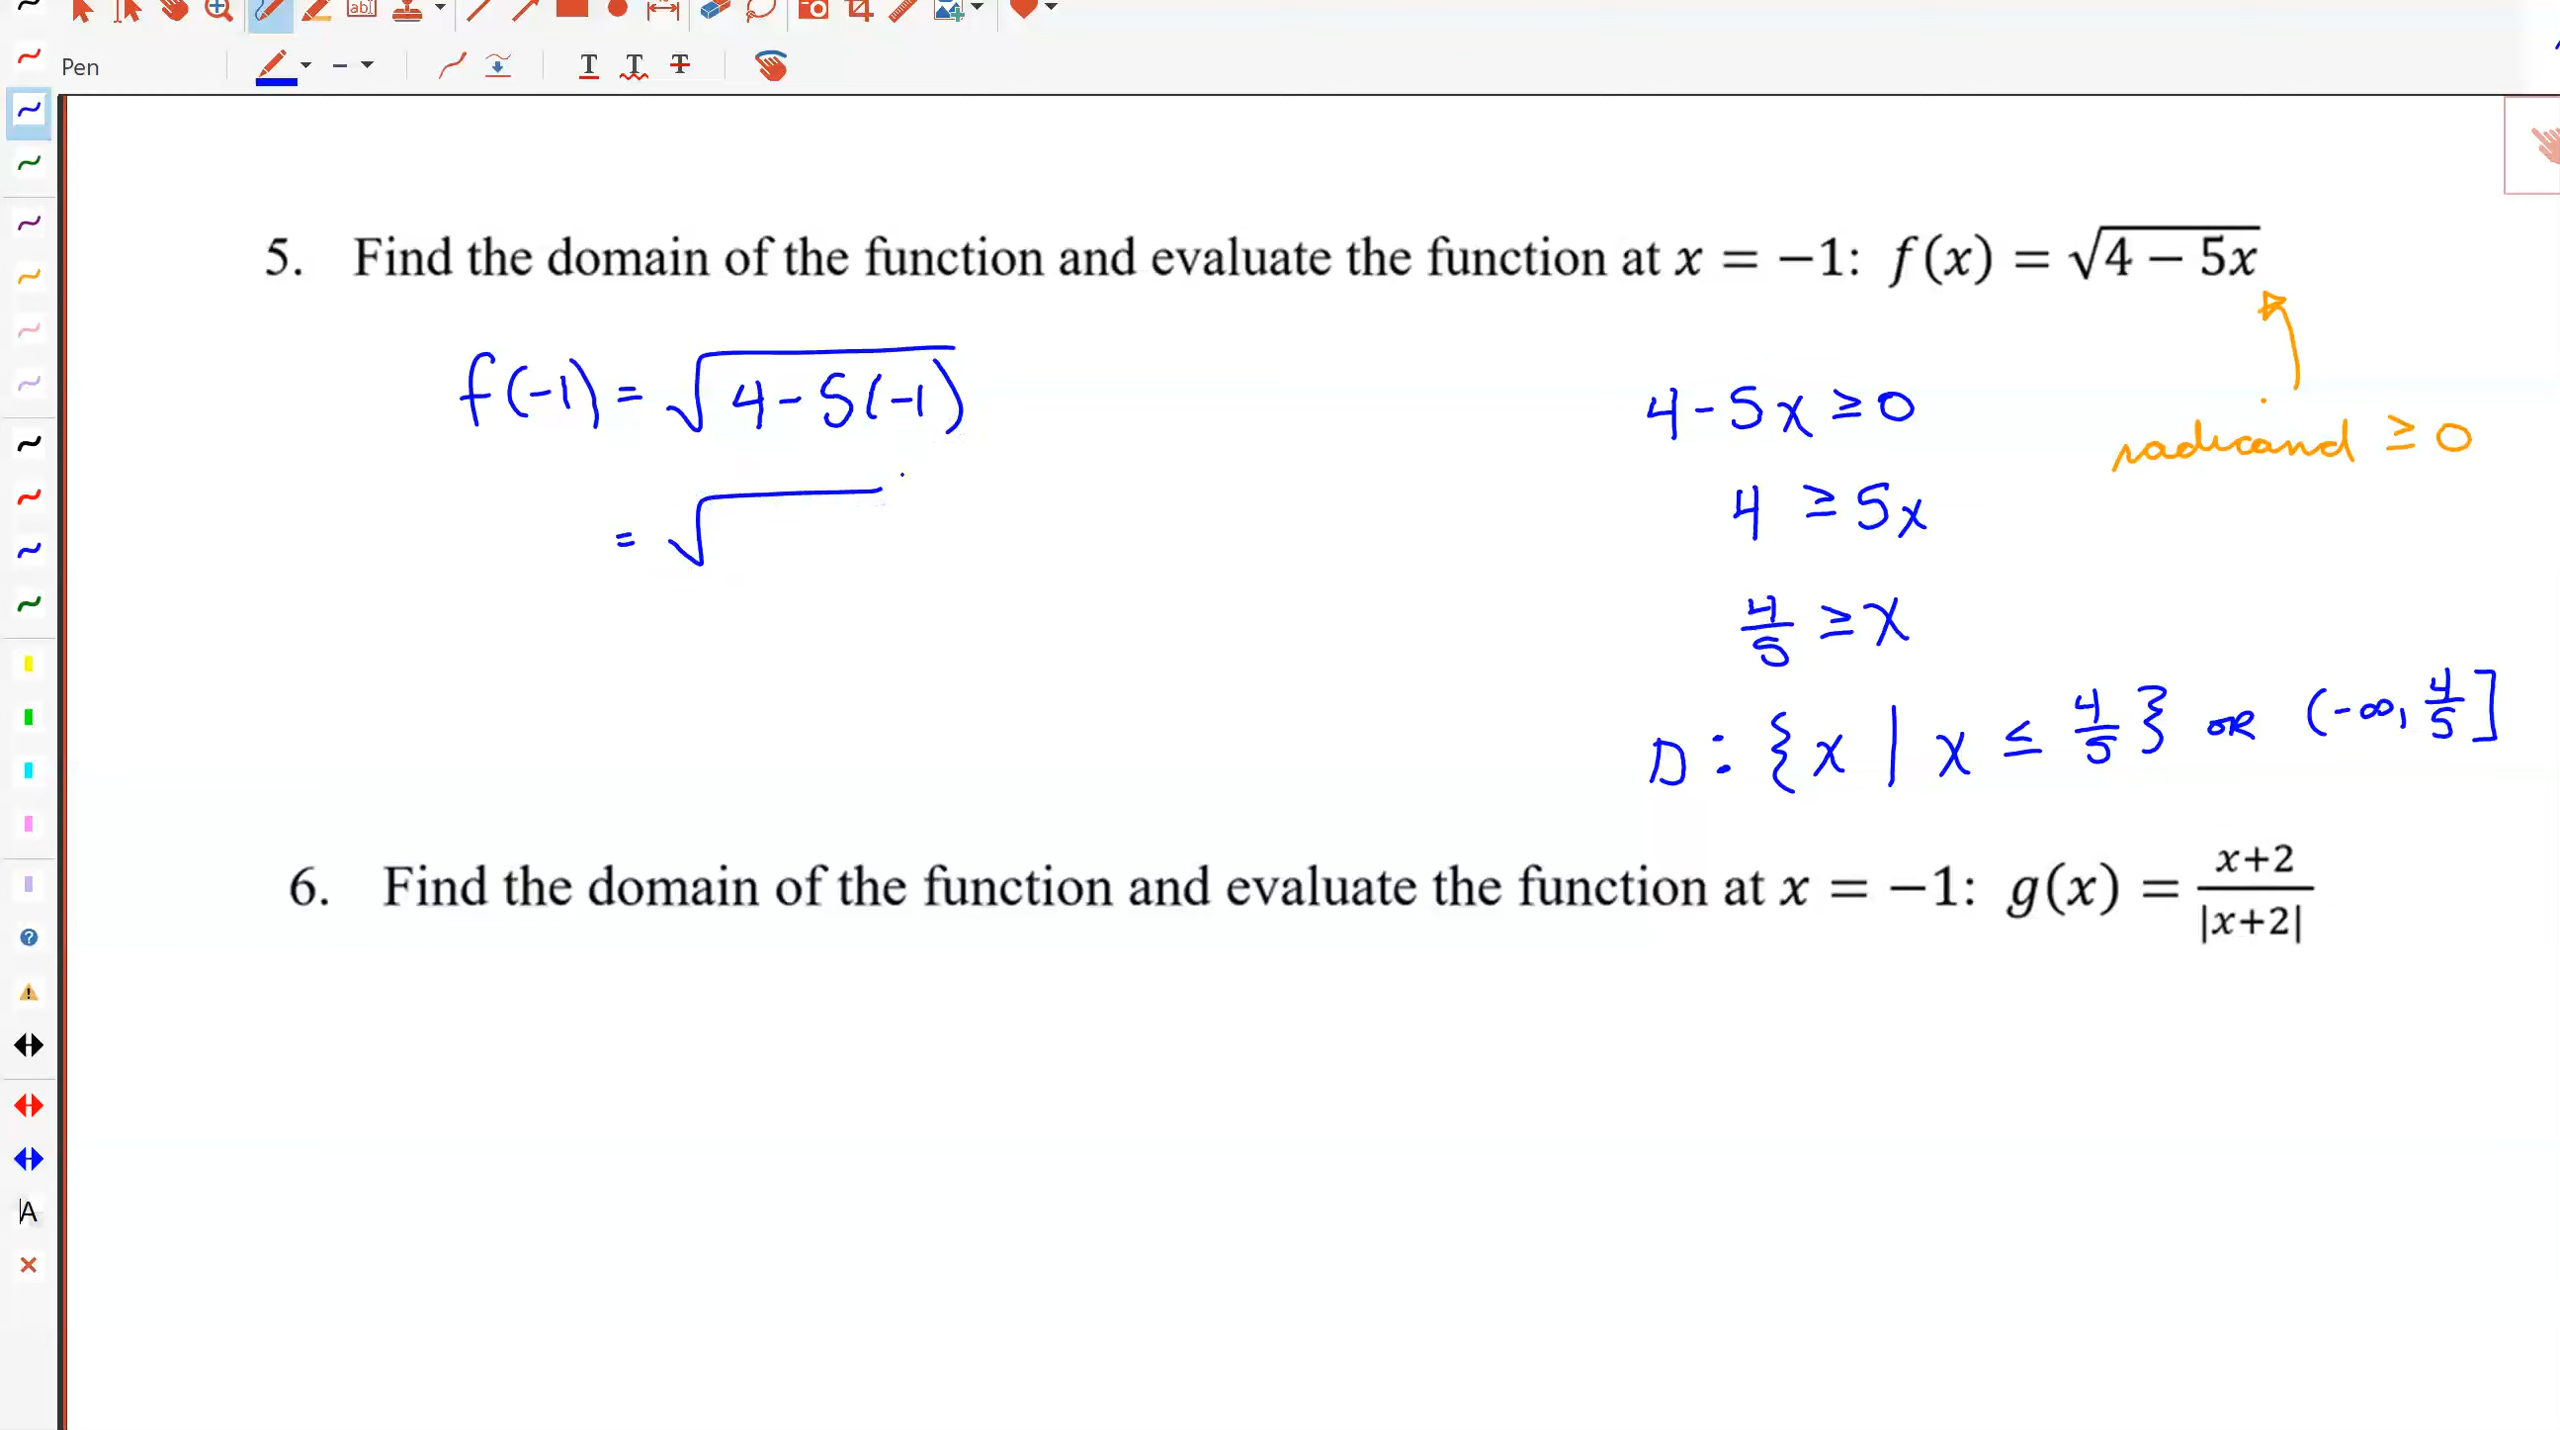 Pen
5. Find the domain of the function and evaluate the function at x = −1: f(x) = √4 − 5x
f(-1) = √4-5(-1)
= √
4-5x ≥0
radicand ≥ 0
4 ≥ 5x
4/5 ≥ x
D: {x | x ≤ 4/5} OR (-∞, 4/5]
6. Find the domain of the function and evaluate the function at x = −1: g(x) = x+2/|x+2|
A